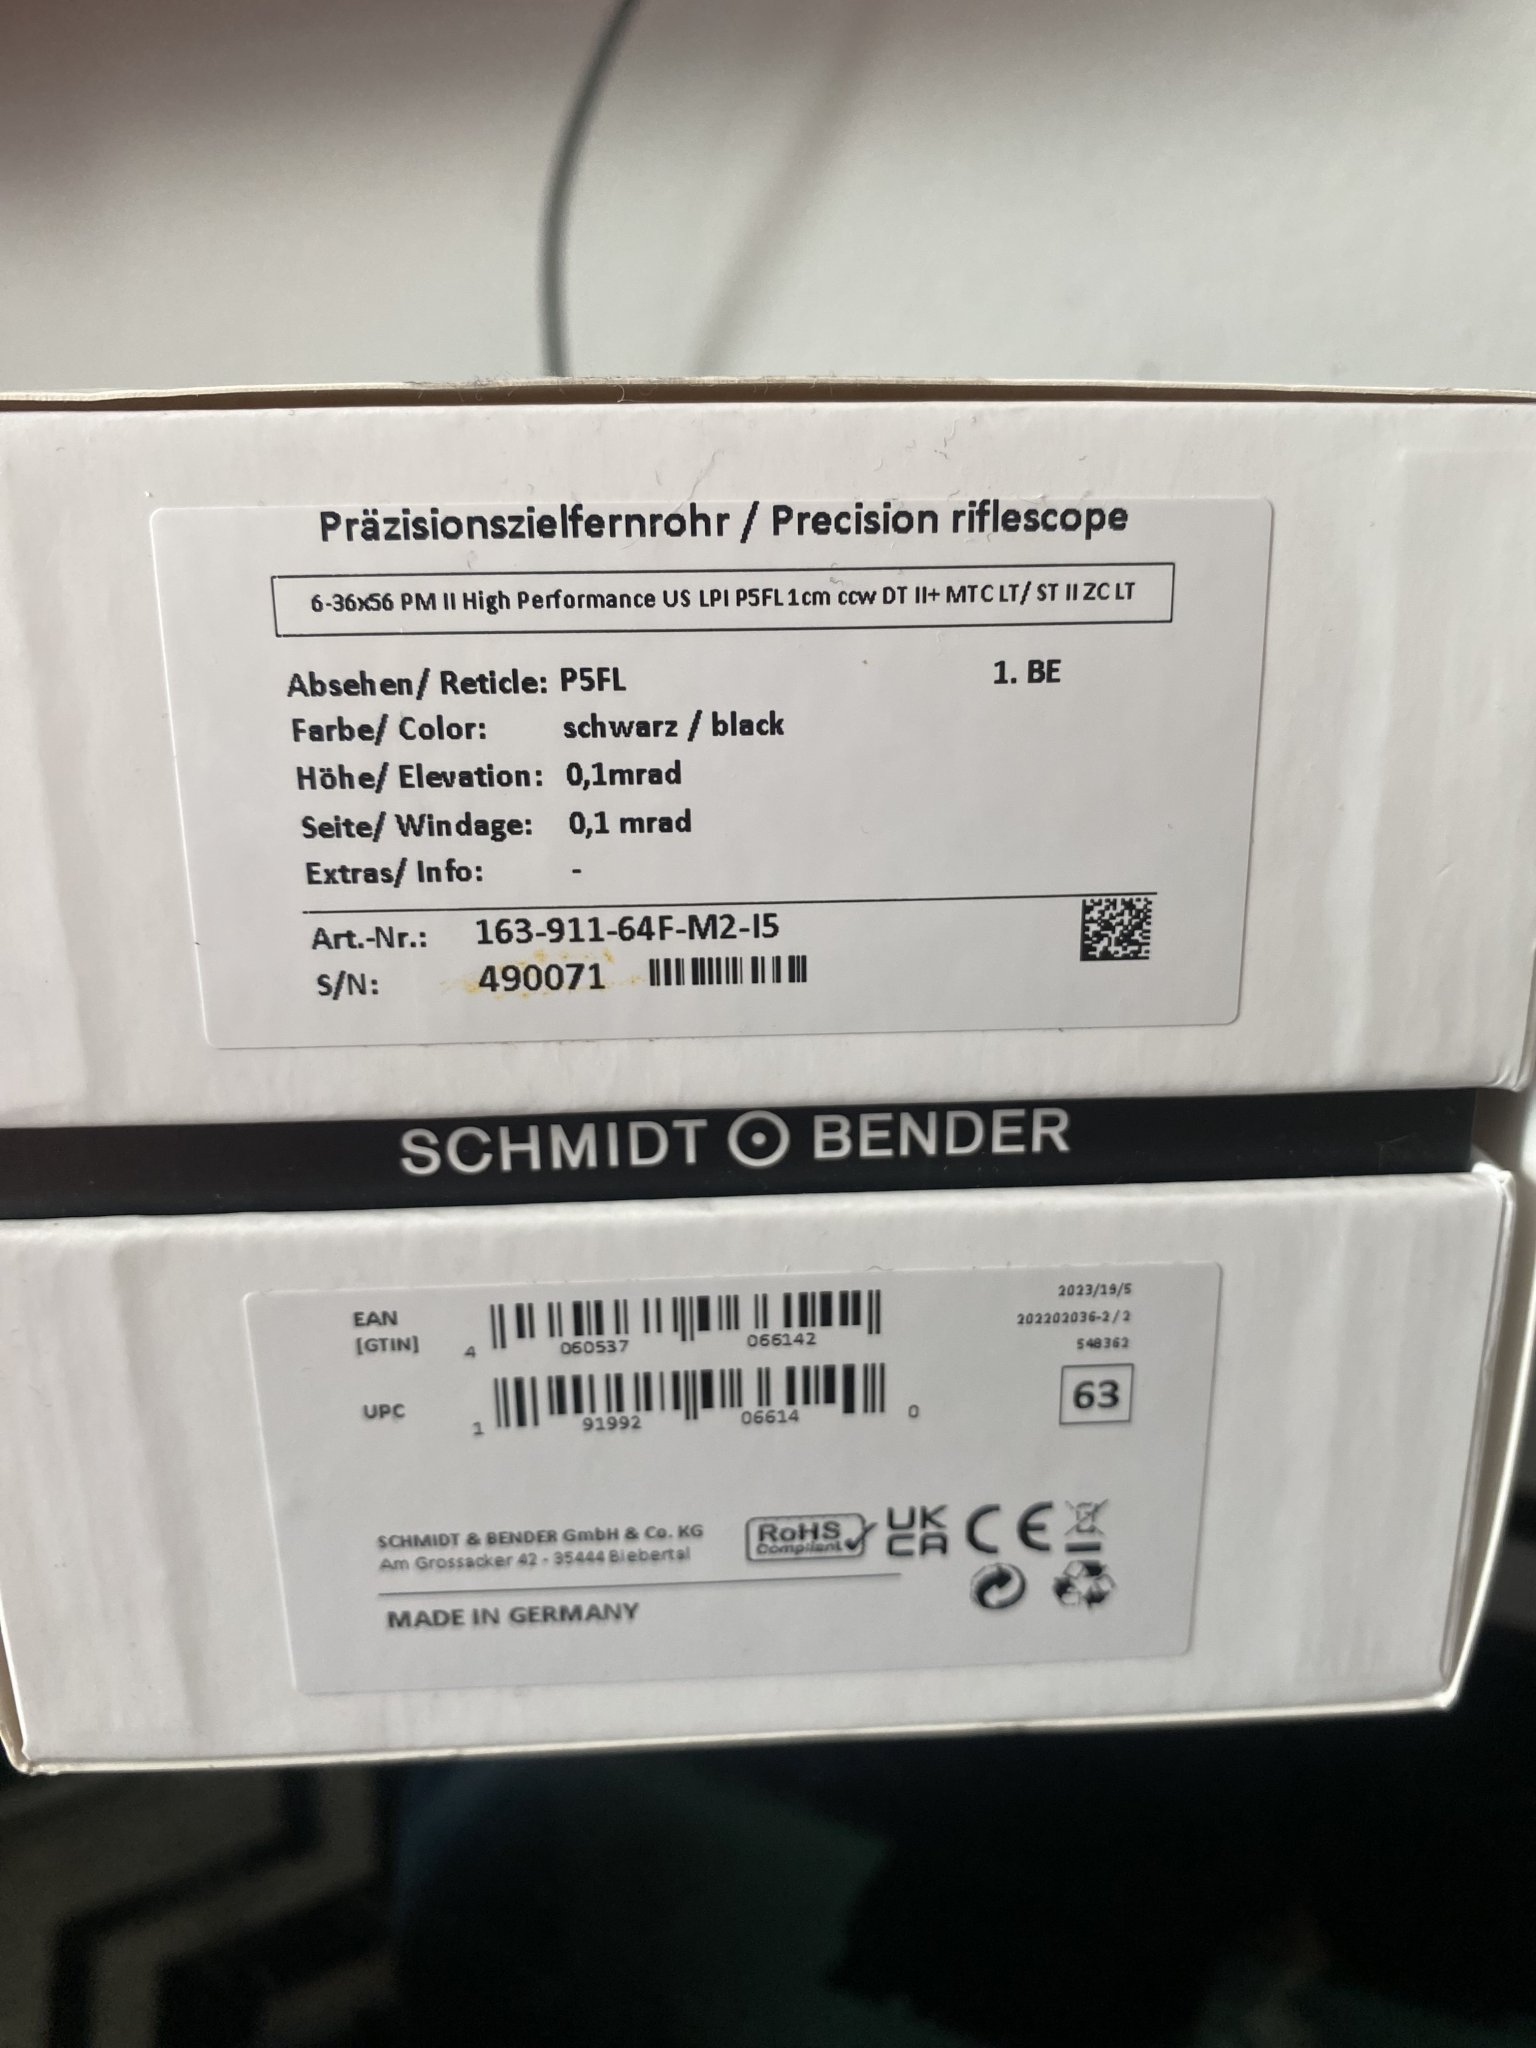 Präzisionszielfernrohr / Precision riflescope
6-36x56 PM II High Performance US LPI P5FL 1cm ccw DT II+ MTC LT/ ST II ZC LT
Absehen/ Reticle: P5FL 1. BE
Farbe/ Color: schwarz / black
Höhe/ Elevation: 0,1mrad
Seite/ Windage: 0,1 mrad
Extras/ Info: -
Art.-Nr.: 163-911-64F-M2-I5
S/N: 490071
SCHMIDT BENDER
2023/19/5
EAN 202202036-2/2
[GTIN] 4 060537 066142 548362
63
UPC 1 91992 06614 0
SCHMIDT & BENDER GmbH & Co. KG
Am Grossacker 42 - 35444 Biebertal
RoHS
Compliant
UK
CA
CE
MADE IN GERMANY